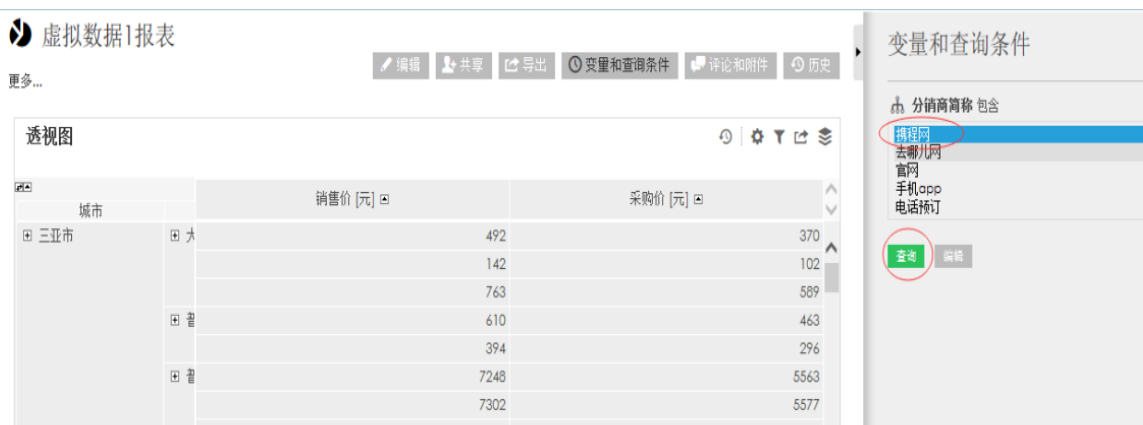 虚拟数据1报表
更多...
编辑 共享 导出 变量和查询条件 评论和附件 历史
透视图
城市 销售价 [元] 采购价 [元]
三亚市 大 492 370
142 102
763 589
普 610 463
394 296
普 7248 5563
7302 5577
变量和查询条件
分销商简称 包含
携程网
去哪儿网
官网
手机app
电话预订
查询 编辑